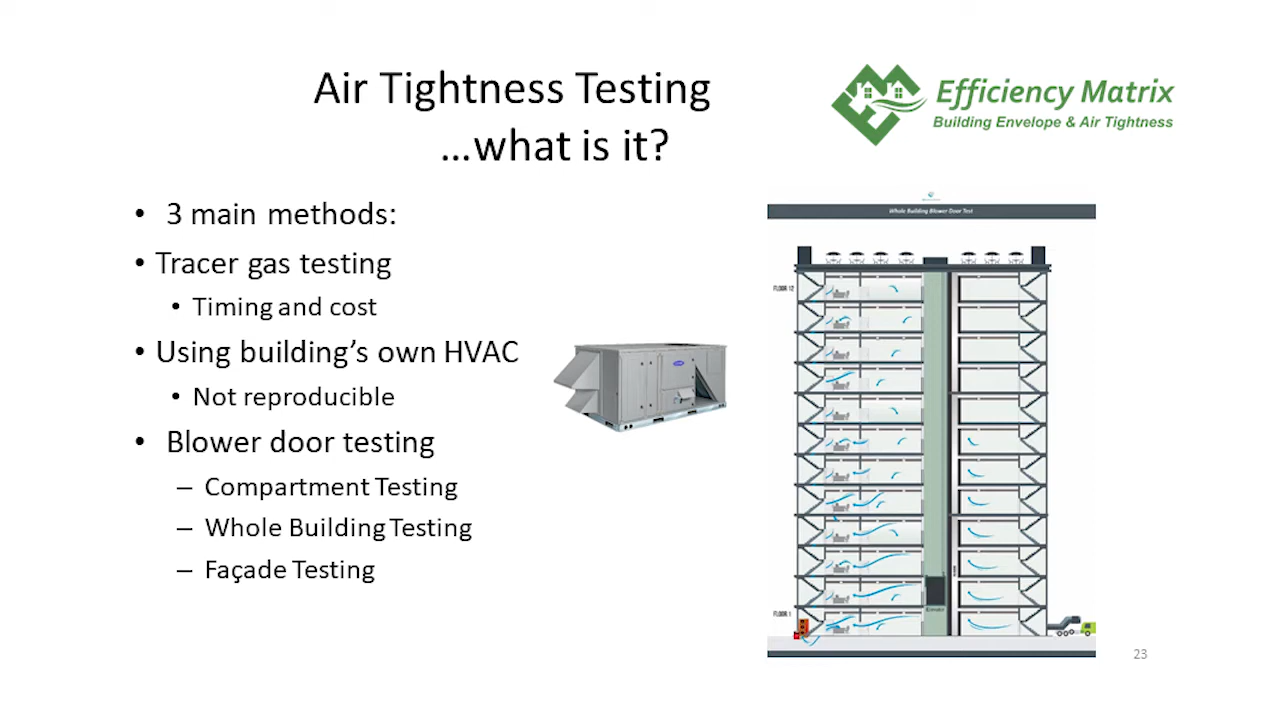 Air Tightness Testing
…what is it?
Efficiency Matrix
Building Envelope & Air Tightness
• 3 main methods:
• Tracer gas testing
• Timing and cost
• Using building's own HVAC
• Not reproducible
• Blower door testing
– Compartment Testing
– Whole Building Testing
– Façade Testing
Whole Building Blower Door Test
FLOOR 12
FLOOR 1
23